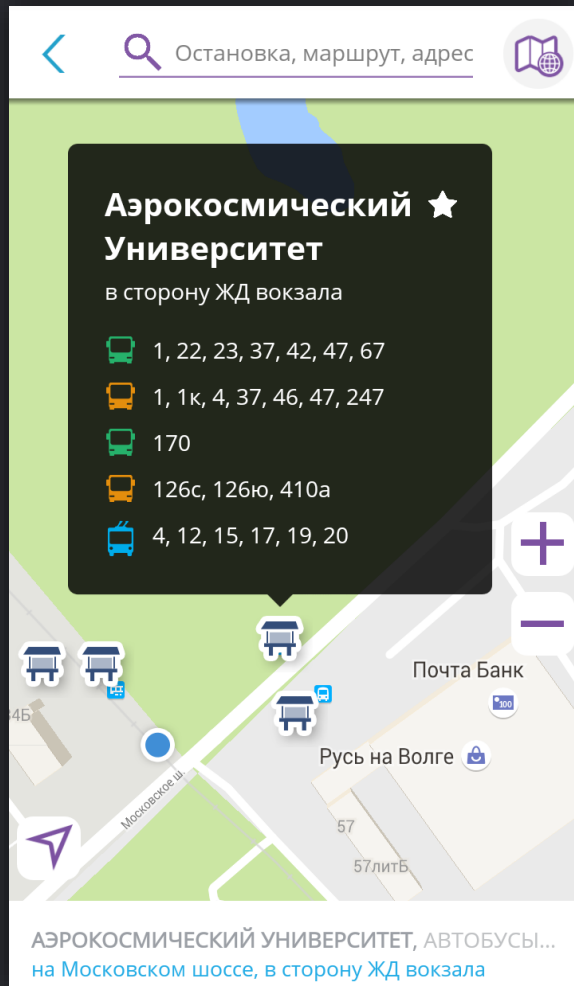 Остановка, маршрут, адрес
Аэрокосмический
Университет
в сторону ЖД вокзала
1, 22, 23, 37, 42, 47, 67
1, 1к, 4, 37, 46, 47, 247
170
126с, 126ю, 410а
4, 12, 15, 17, 19, 20
Почта Банк
100
34Б
Русь на Волге
Московское ш.
57
57литБ
АЭРОКОСМИЧЕСКИЙ УНИВЕРСИТЕТ, АВТОБУСЫ...
на Московском шоссе, в сторону ЖД вокзала